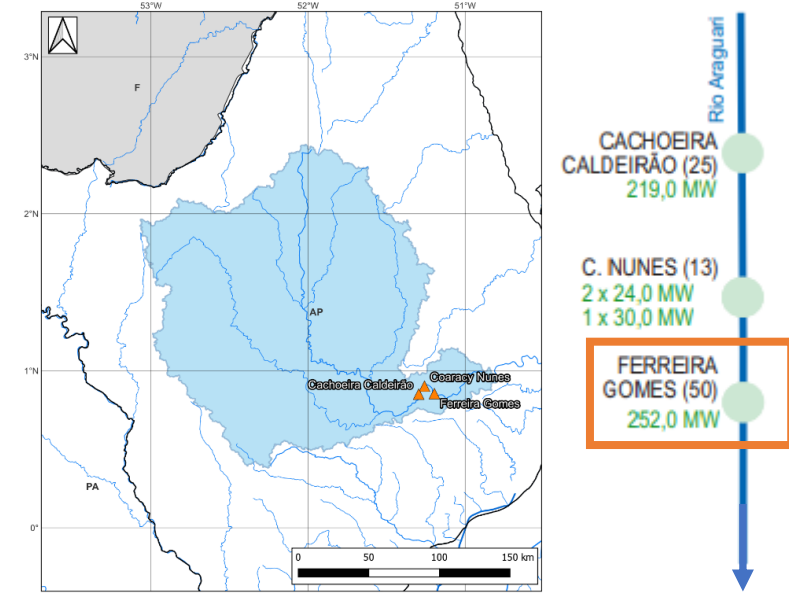 53°W
52°W
51°W
3°N
2°N
1°N
0°
F
AP
PA
Cachoeira Caldeirão
Coaracy Nunes
Ferreira Gomes
0
50
100
150 km
Rio Araguari
CACHOEIRA
CALDEIRÃO (25)
219,0 MW
C. NUNES (13)
2 x 24,0 MW
1 x 30,0 MW
FERREIRA
GOMES (50)
252,0 MW